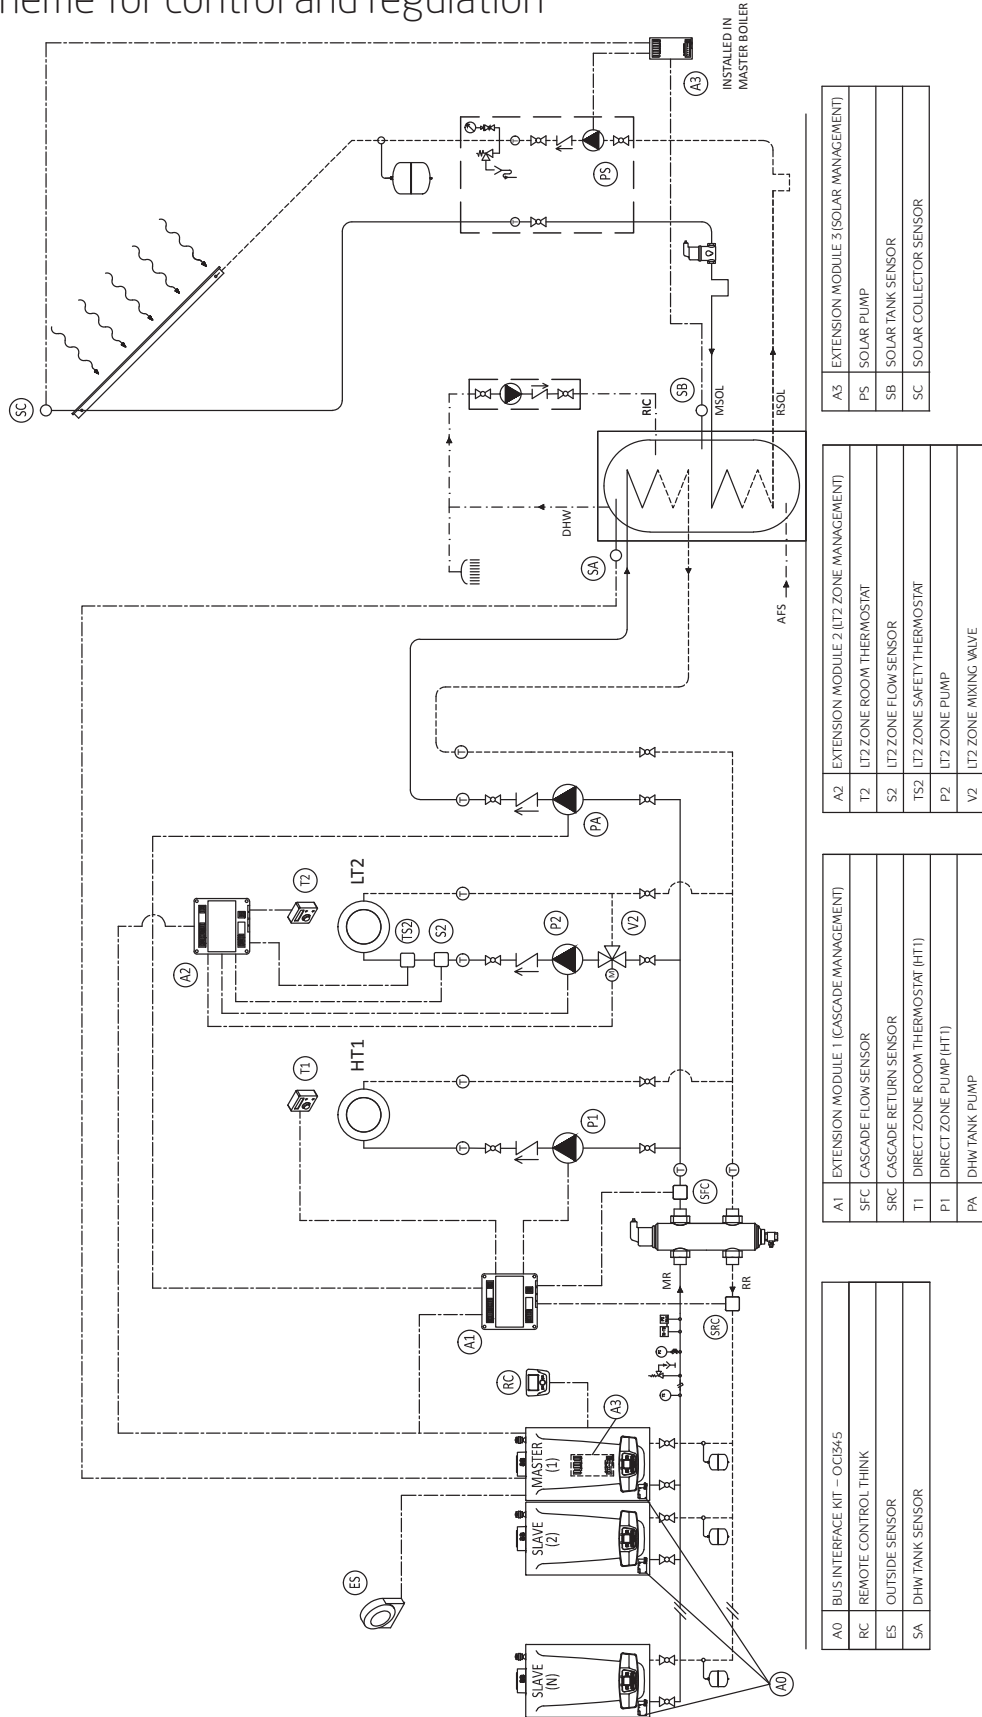 heme for control and regulation
SC
INSTALLED IN
MASTER BOILER
A3
PS
SB
MSOL
RSOL
RIC
DHW
SA
AFS
T2
LT2
A2
TS2
S2
P2
V2
PA
T1
HT1
P1
A1
SFC
MR
RR
SRC
RC
A3
MASTER
(1)
SLAVE
(2)
ES
SLAVE
(N)
A0
T
T
T
T
T
T
T
T
T
T
M
A0 BUS INTERFACE KIT – OCI345
RC REMOTE CONTROL THINK
ES OUTSIDE SENSOR
SA DHW TANK SENSOR
A1 EXTENSION MODULE 1 (CASCADE MANAGEMENT)
SFC CASCADE FLOW SENSOR
SRC CASCADE RETURN SENSOR
T1 DIRECT ZONE ROOM THERMOSTAT (HT1)
P1 DIRECT ZONE PUMP (HT1)
PA DHW TANK PUMP
A2 EXTENSION MODULE 2 (LT2 ZONE MANAGEMENT)
T2 LT2 ZONE ROOM THERMOSTAT
S2 LT2 ZONE FLOW SENSOR
TS2 LT2 ZONE SAFETY THERMOSTAT
P2 LT2 ZONE PUMP
V2 LT2 ZONE MIXING VALVE
A3 EXTENSION MODULE 3 (SOLAR MANAGEMENT)
PS SOLAR PUMP
SB SOLAR TANK SENSOR
SC SOLAR COLLECTOR SENSOR